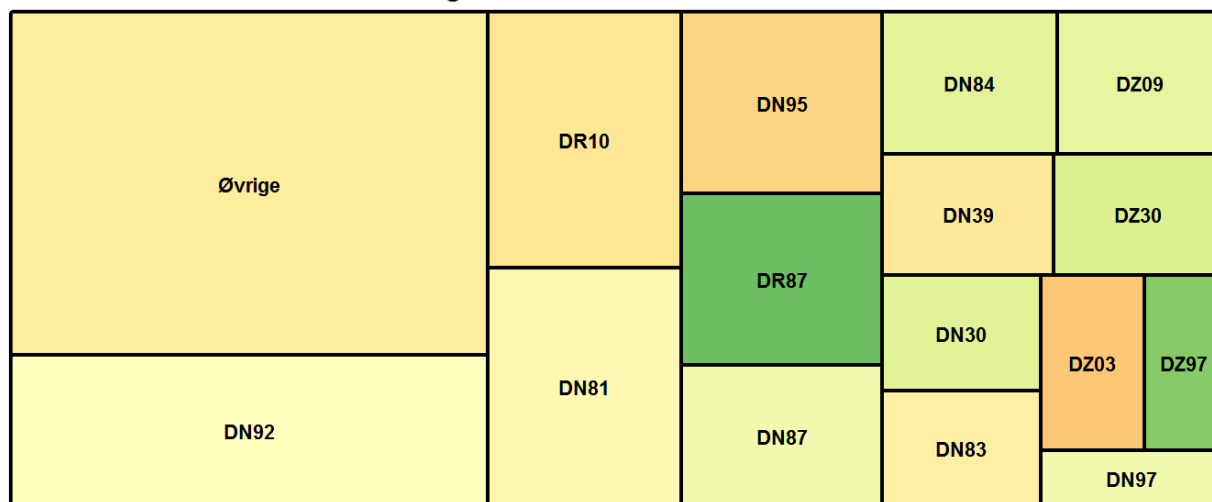 Øvrige
DN92
DR10
DN81
DN95
DR87
DN87
DN84
DZ09
DN39
DZ30
DN30
DN83
DZ03
DZ97
DN97